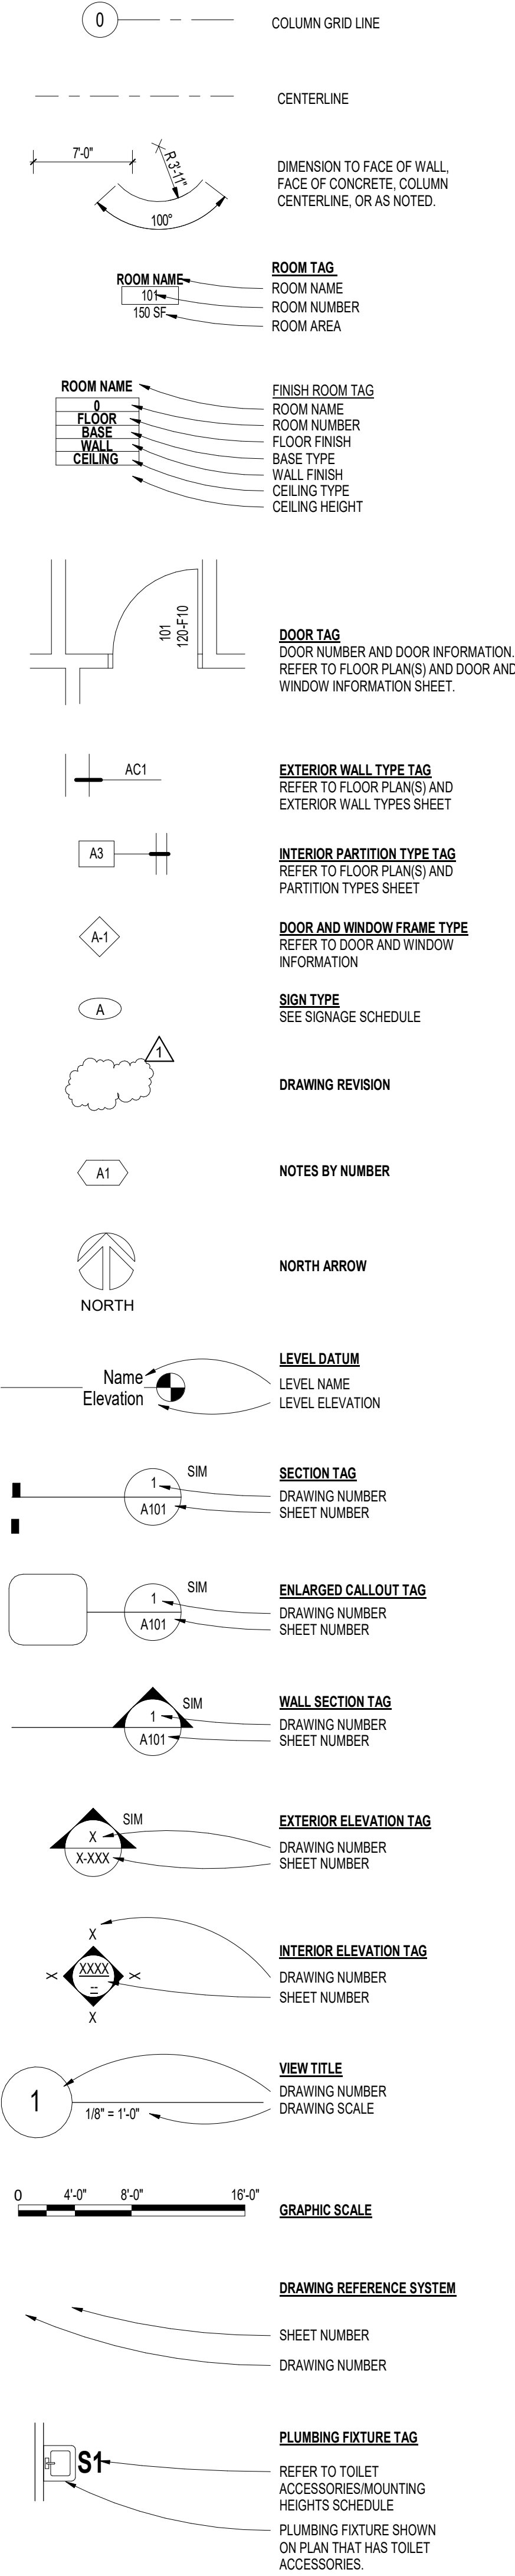 0
COLUMN GRID LINE
CENTERLINE
7'-0"
R 3'-11"
100°
DIMENSION TO FACE OF WALL,
FACE OF CONCRETE, COLUMN
CENTERLINE, OR AS NOTED.
ROOM TAG
ROOM NAME
101
150 SF
ROOM NAME
ROOM NUMBER
ROOM AREA
ROOM NAME
0
FLOOR
BASE
WALL
CEILING
FINISH ROOM TAG
ROOM NAME
ROOM NUMBER
FLOOR FINISH
BASE TYPE
WALL FINISH
CEILING TYPE
CEILING HEIGHT
101
120-F10
DOOR TAG
DOOR NUMBER AND DOOR INFORMATION.
REFER TO FLOOR PLAN(S) AND DOOR AND
WINDOW INFORMATION SHEET.
AC1
EXTERIOR WALL TYPE TAG
REFER TO FLOOR PLAN(S) AND
EXTERIOR WALL TYPES SHEET
A3
INTERIOR PARTITION TYPE TAG
REFER TO FLOOR PLAN(S) AND
PARTITION TYPES SHEET
A-1
DOOR AND WINDOW FRAME TYPE
REFER TO DOOR AND WINDOW
INFORMATION
A
SIGN TYPE
SEE SIGNAGE SCHEDULE
1
DRAWING REVISION
A1
NOTES BY NUMBER
NORTH
NORTH ARROW
Name
Elevation
LEVEL DATUM
LEVEL NAME
LEVEL ELEVATION
1
A101
SIM
SECTION TAG
DRAWING NUMBER
SHEET NUMBER
1
A101
SIM
ENLARGED CALLOUT TAG
DRAWING NUMBER
SHEET NUMBER
1
A101
SIM
WALL SECTION TAG
DRAWING NUMBER
SHEET NUMBER
X
X-XXX
SIM
EXTERIOR ELEVATION TAG
DRAWING NUMBER
SHEET NUMBER
X
X
XXXX
--
X
X
INTERIOR ELEVATION TAG
DRAWING NUMBER
SHEET NUMBER
1
1/8" = 1'-0"
VIEW TITLE
DRAWING NUMBER
DRAWING SCALE
0 4'-0" 8'-0" 16'-0"
GRAPHIC SCALE
DRAWING REFERENCE SYSTEM
SHEET NUMBER
DRAWING NUMBER
S1
PLUMBING FIXTURE TAG
REFER TO TOILET
ACCESSORIES/MOUNTING
HEIGHTS SCHEDULE
PLUMBING FIXTURE SHOWN
ON PLAN THAT HAS TOILET
ACCESSORIES.